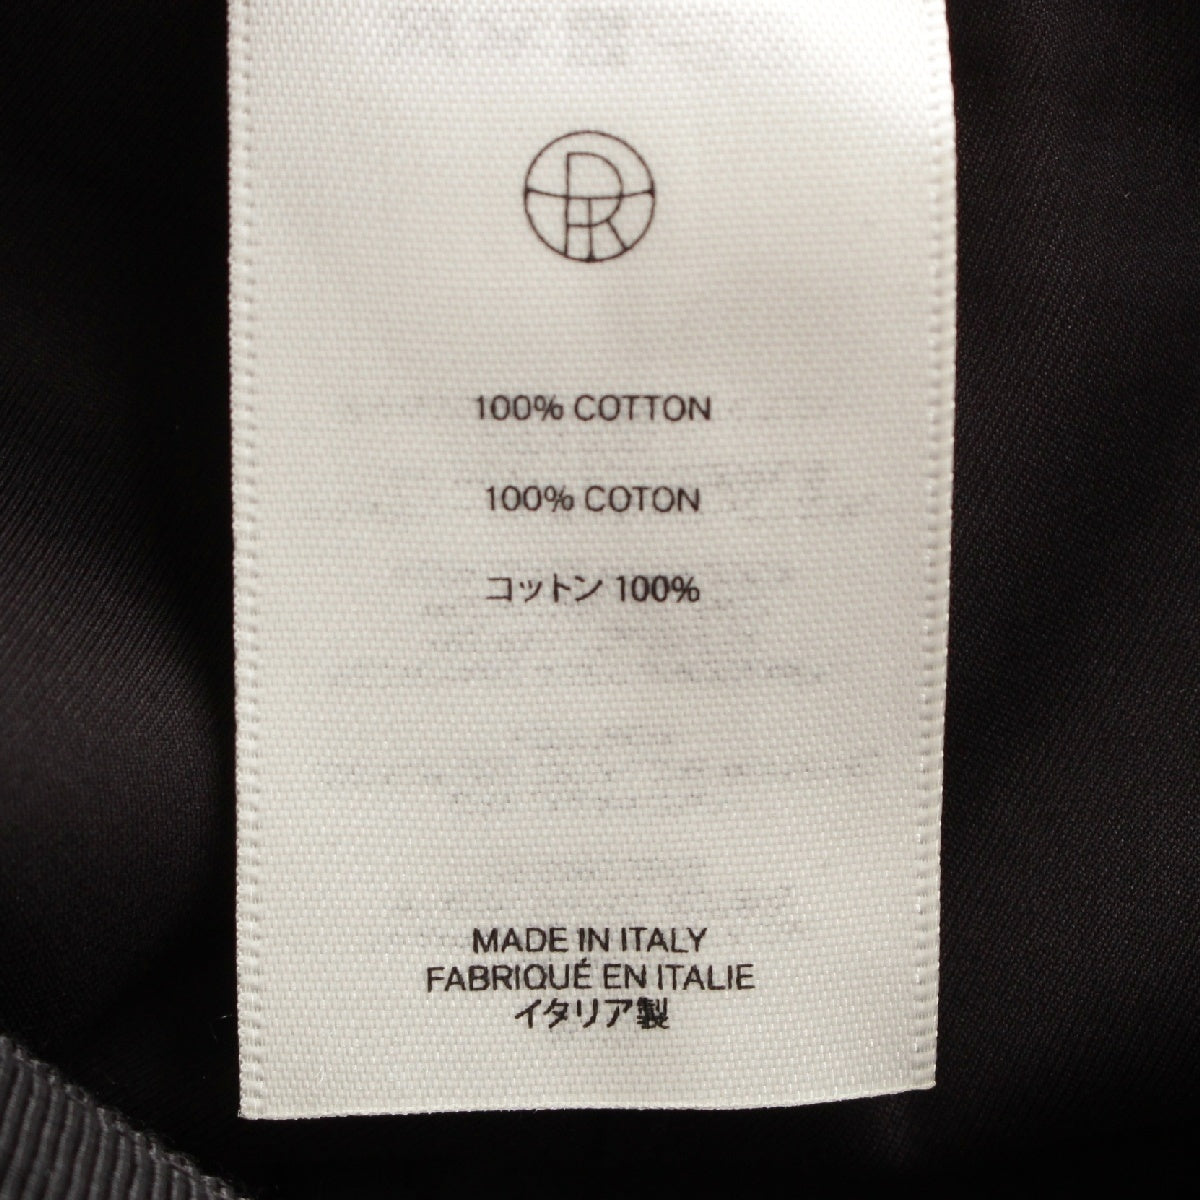 100% COTTON
100% COTON
コットン 100%
MADE IN ITALY
FABRIQUÉ EN ITALIE
イタリア製